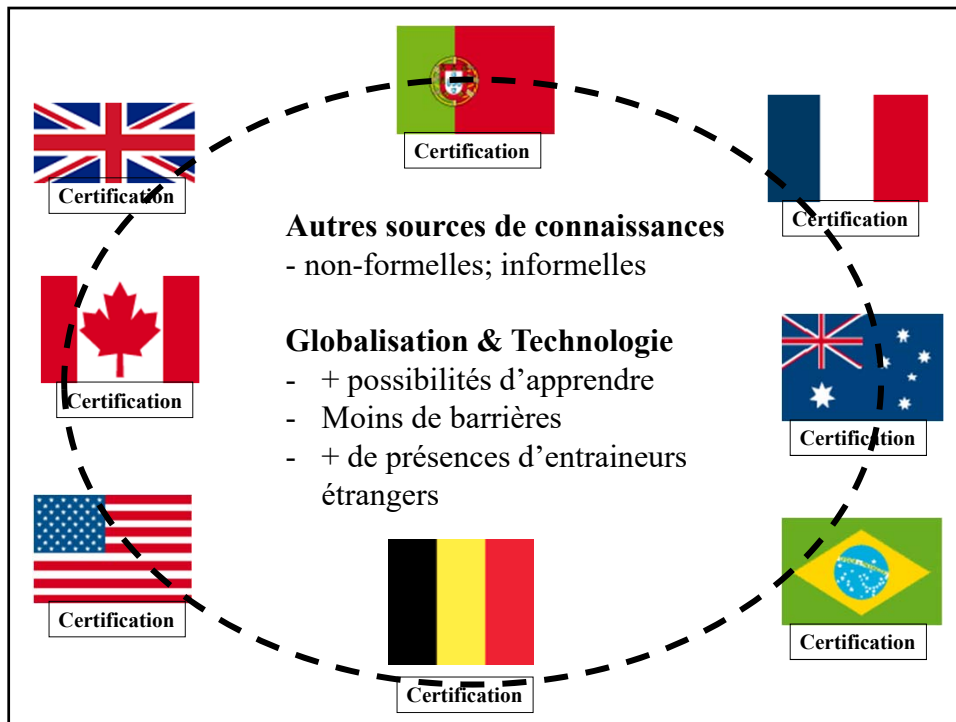 Certification
Certification
Certification
Autres sources de connaissances
- non-formelles; informelles
Certification
Globalisation & Technologie
- + possibilités d’apprendre
- Moins de barrières
- + de présences d’entraineurs
étrangers
Certification
Certification
Certification
Certification